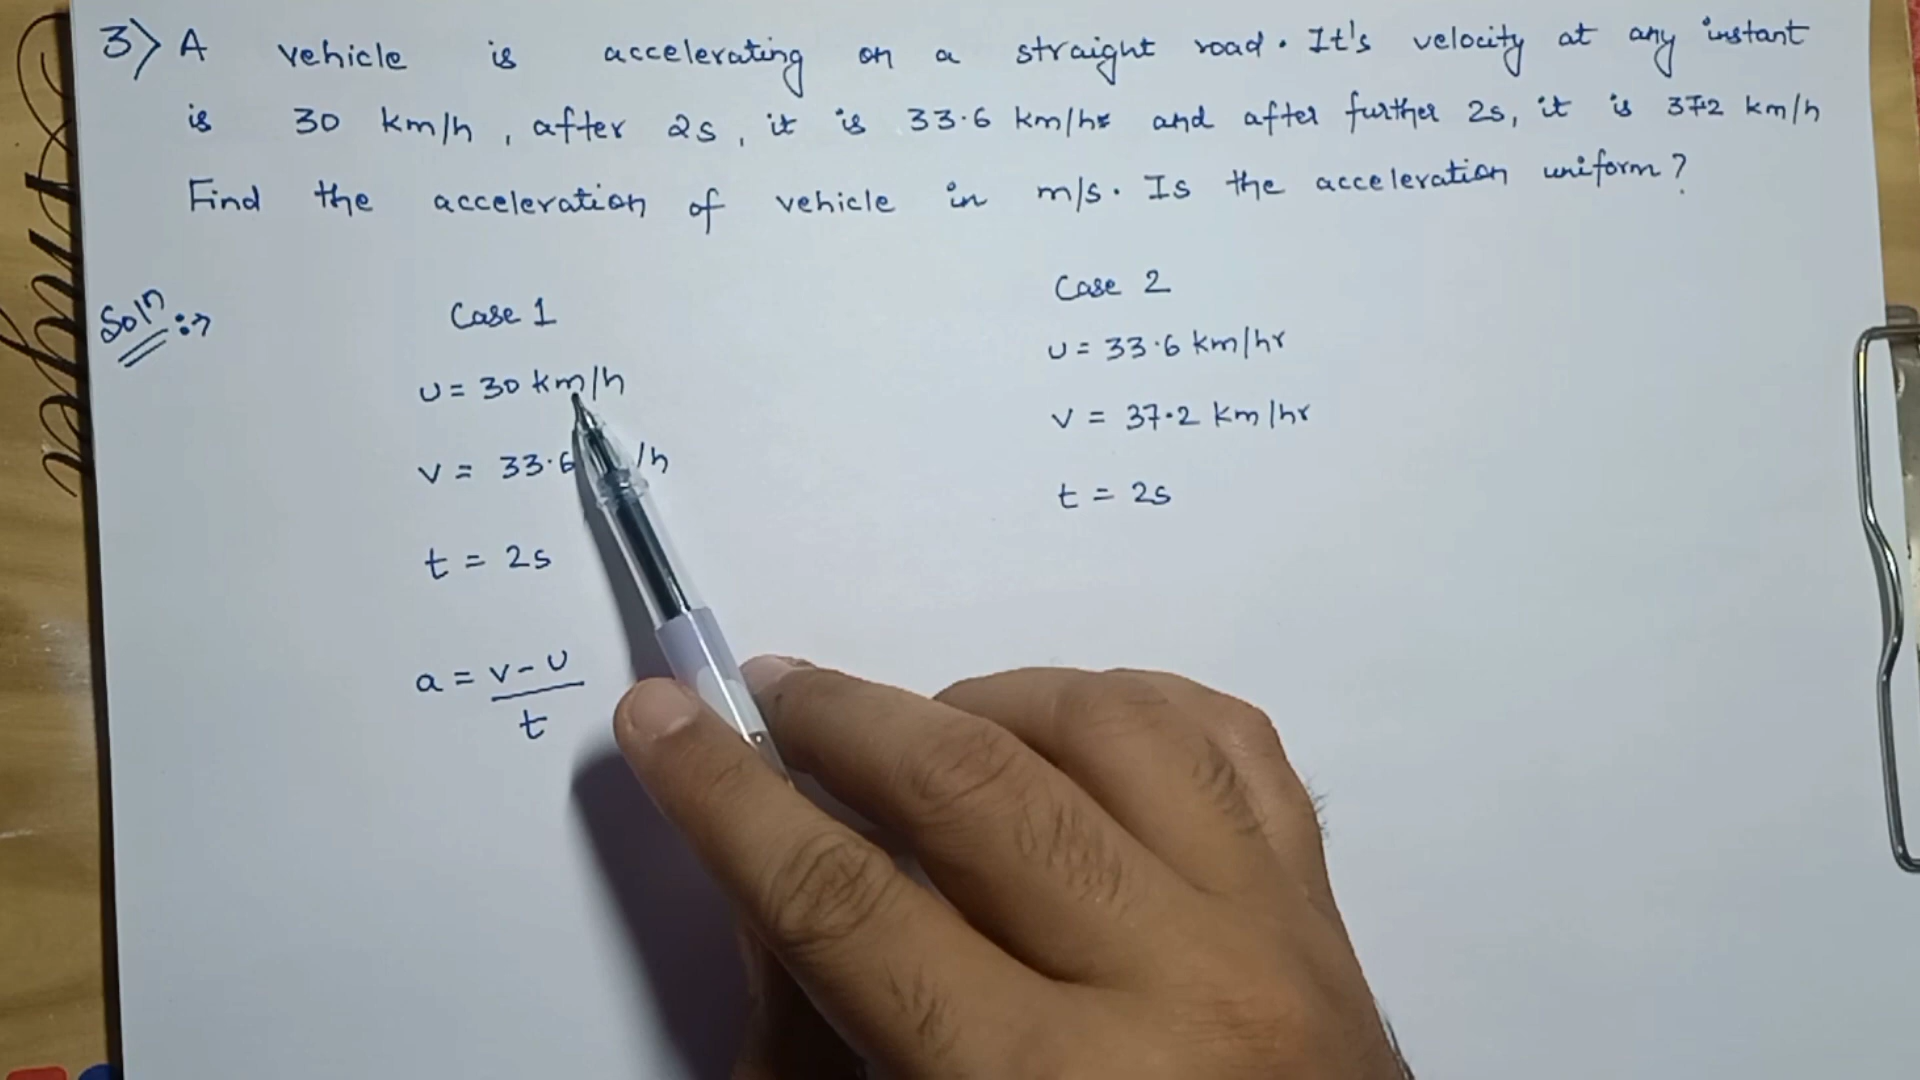 3) A vehicle is accelerating on a straight road. It's velocity at any instant
is 30 km/h, after 2s, it is 33.6 km/hr and after further 2s, it is 37.2 km/h
Find the acceleration of vehicle in m/s. Is the acceleration uniform?
Soln :→
Case 1
u = 30 km/h
v = 33.6 /h
t = 2s
a = v-u
t
Case 2
u = 33.6 km/hr
v = 37.2 km/hr
t = 2s